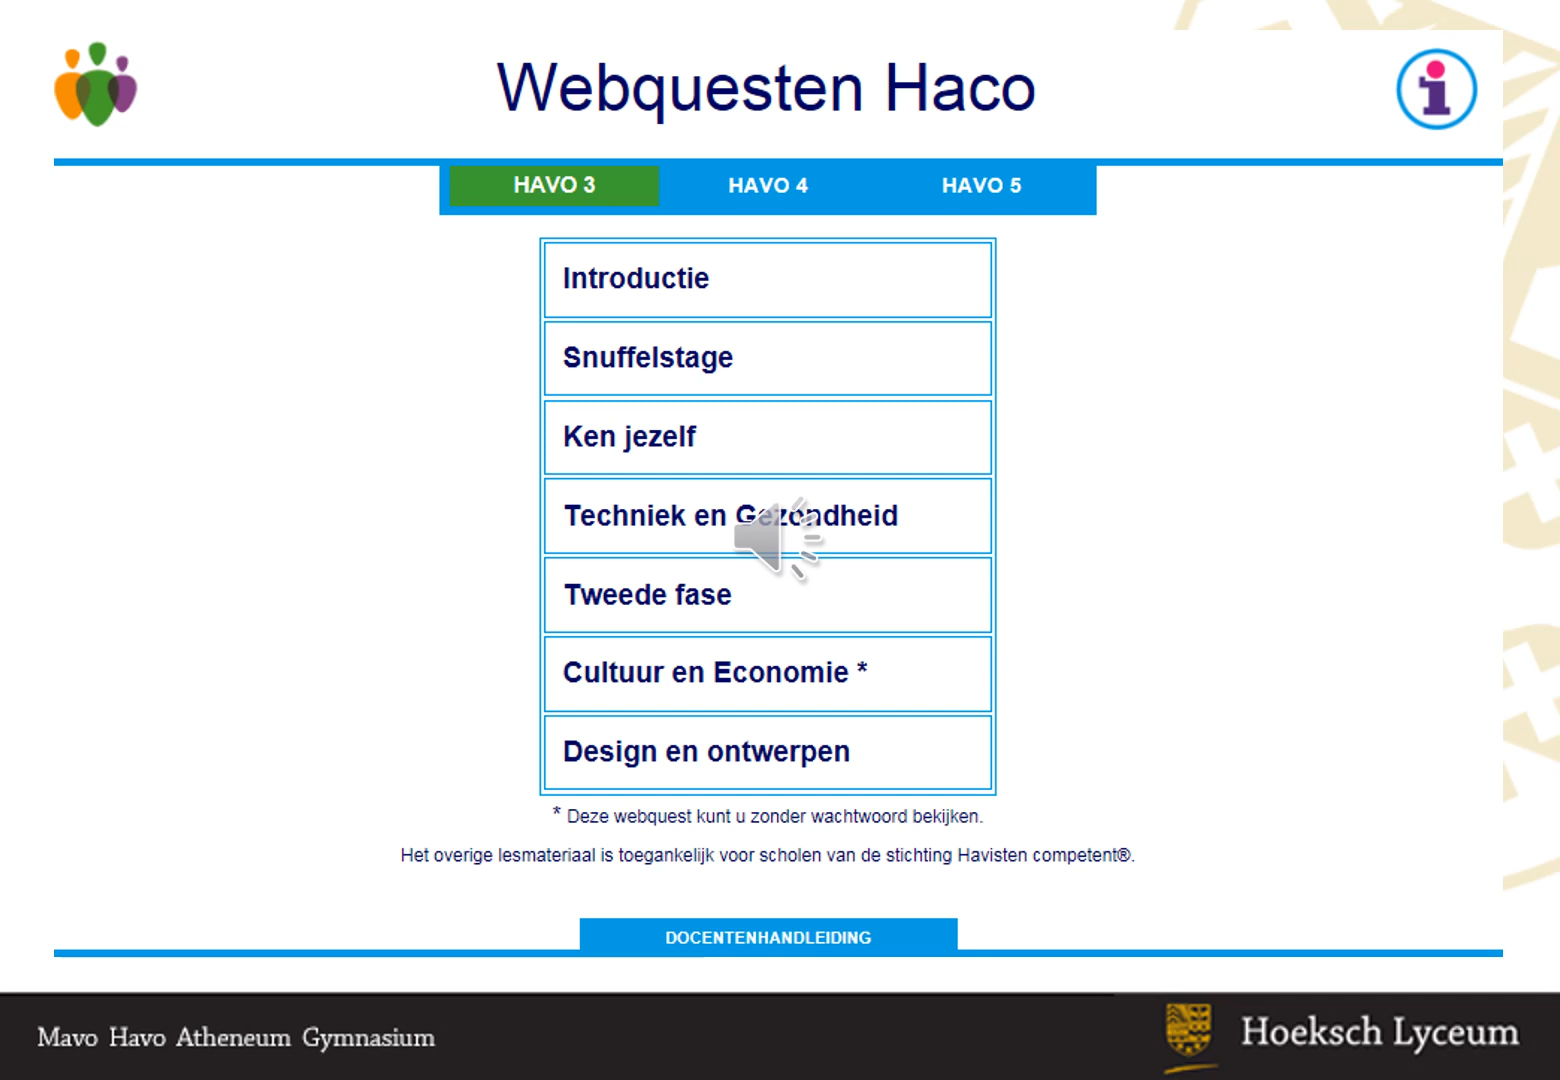 Webquesten Haco
HAVO 3 HAVO 4 HAVO 5
Introductie
Snuffelstage
Ken jezelf
Techniek en Gezondheid
Tweede fase
Cultuur en Economie *
Design en ontwerpen
* Deze webquest kunt u zonder wachtwoord bekijken.
Het overige lesmateriaal is toegankelijk voor scholen van de stichting Havisten competent®.
DOCENTENHANDLEIDING
Mavo Havo Atheneum Gymnasium
Hoeksch Lyceum